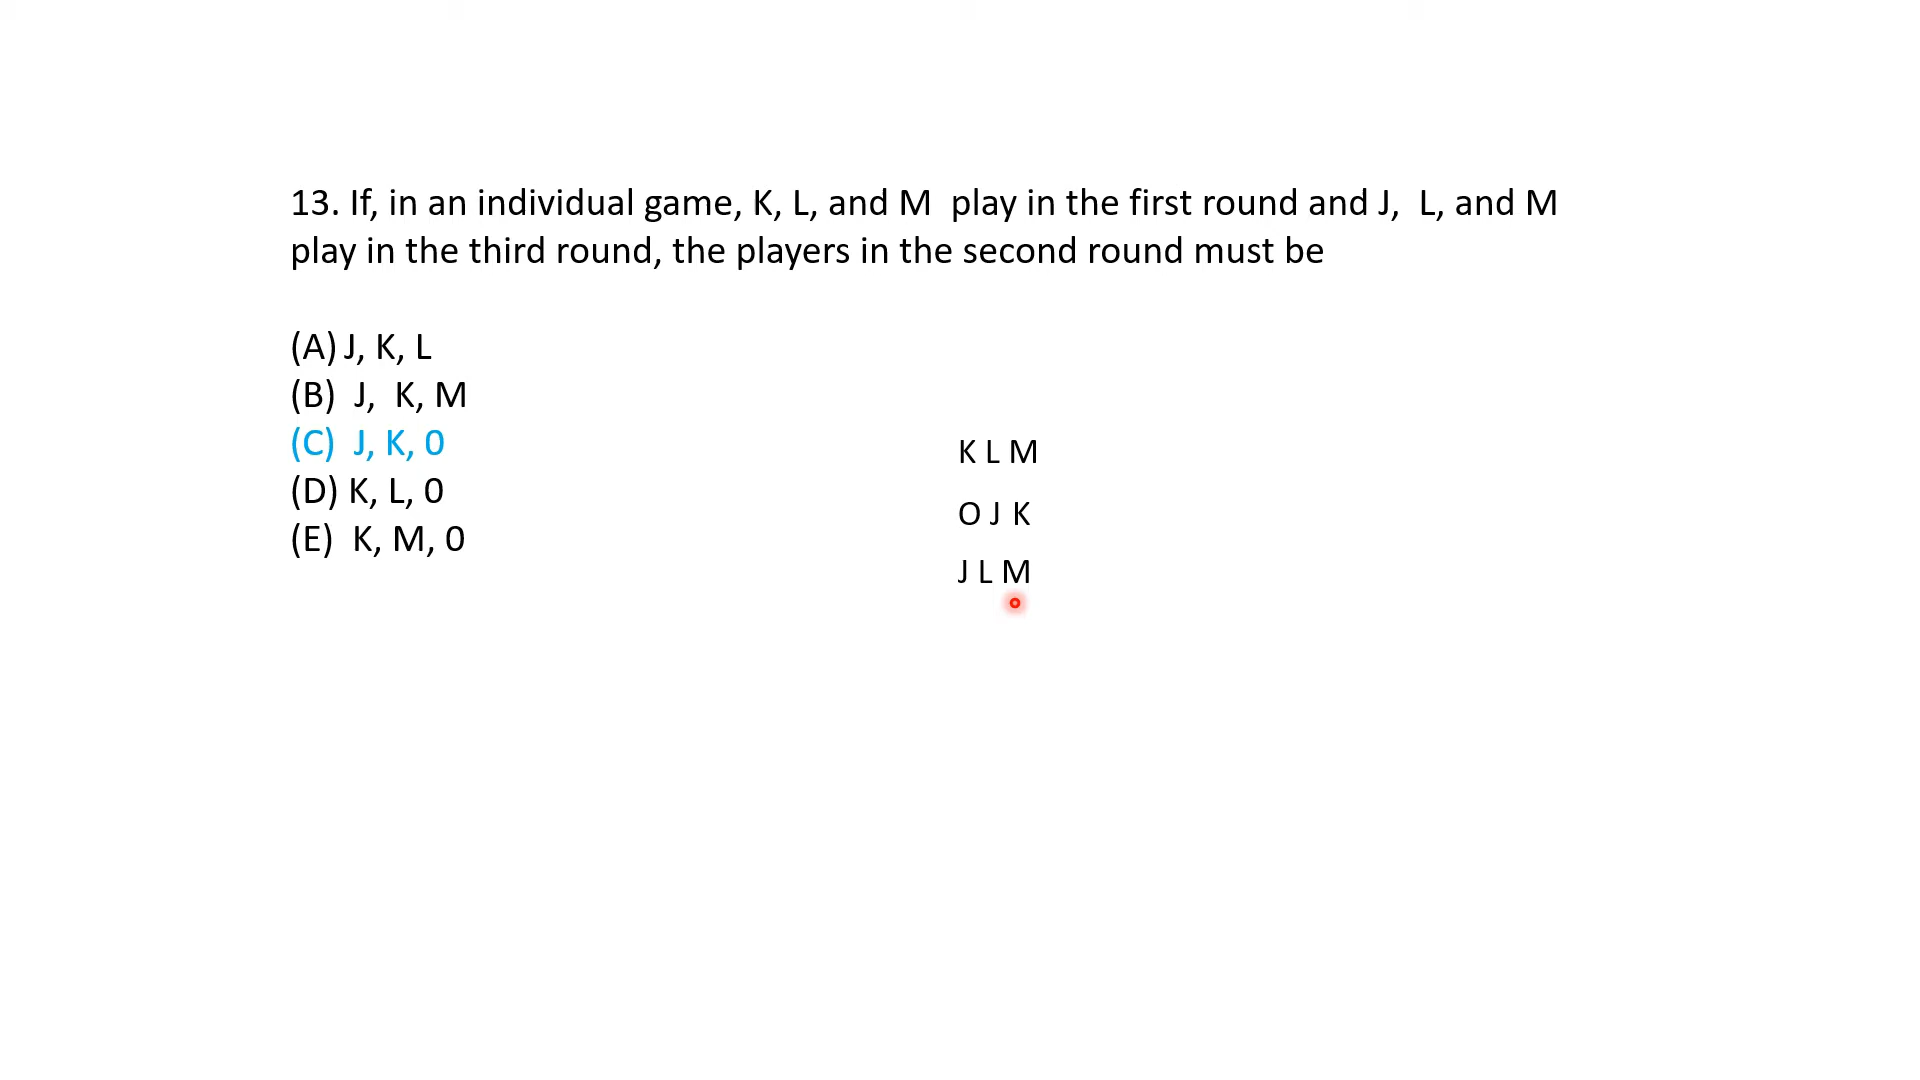 13. If, in an individual game, K, L, and M  play in the first round and J,  L, and M
play in the third round, the players in the second round must be
(A) J, K, L
(B)  J,  K, M
(C)  J, K, 0
(D) K, L, 0
(E)  K, M, 0
K L M
O J K
J L M